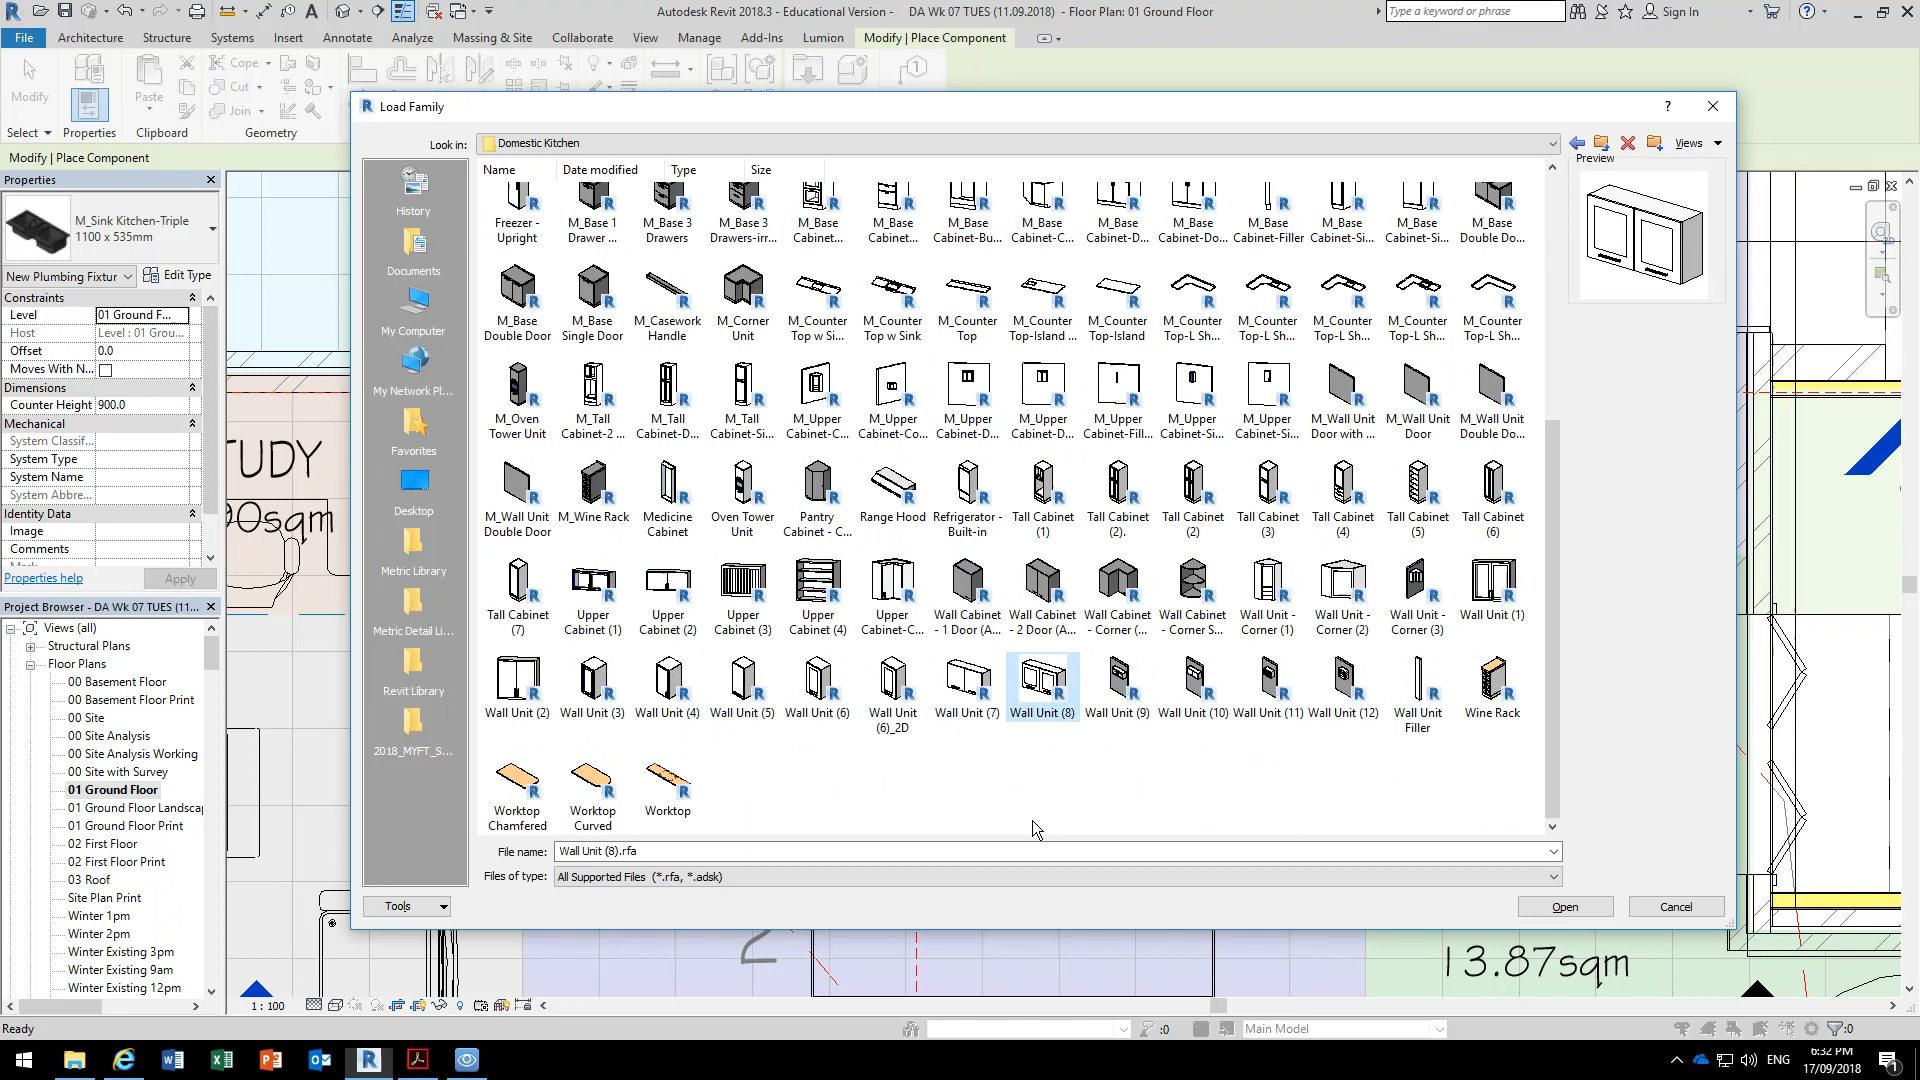 Autodesk Revit 2018.3 - Educational Version - DA Wk 07 TUES (11.09.2018) - Floor Plan: 01 Ground Floor
Type a keyword or phrase
Sign In
File Architecture Structure Systems Insert Annotate Analyze Massing & Site Collaborate View Manage Add-Ins Lumion Modify | Place Component
Modify
Paste
Cope
Cut
Join
Select Properties Clipboard Geometry
Modify | Place Component
Properties
M_Sink Kitchen-Triple
1100 x 535mm
New Plumbing Fixtur
Edit Type
Constraints
Level 01 Ground F...
Host Level : 01 Grou...
Offset 0.0
Moves With N...
Dimensions
Counter Height 900.0
Mechanical
System Classif...
System Type
System Name
System Abbre...
Identity Data
Image
Comments
Properties help
Apply
Project Browser - DA Wk 07 TUES (11...
Views (all)
Structural Plans
Floor Plans
00 Basement Floor
00 Basement Floor Print
00 Site
00 Site Analysis
00 Site Analysis Working
00 Site with Survey
01 Ground Floor
01 Ground Floor Landsca
01 Ground Floor Print
02 First Floor
02 First Floor Print
03 Roof
Site Plan Print
Winter 1pm
Winter 2pm
Winter Existing 3pm
Winter Existing 9am
Winter Existing 12pm
Load Family
Look in: Domestic Kitchen
Views
Preview
History
Documents
My Computer
My Network Pl...
Favorites
Desktop
Metric Library
Metric Detail Li...
Revit Library
2018_MYFT_S...
Name Date modified Type Size
Freezer - Upright
M_Base 1 Drawer ...
M_Base 3 Drawers
M_Base 3 Drawers-irr...
M_Base Cabinet...
M_Base Cabinet...
M_Base Cabinet-Bu...
M_Base Cabinet-C...
M_Base Cabinet-D...
M_Base Cabinet-Do...
M_Base Cabinet-Filler
M_Base Cabinet-Si...
M_Base Cabinet-Si...
M_Base Double Do...
M_Base Double Door
M_Base Single Door
M_Casework Handle
M_Corner Unit
M_Counter Top w Si...
M_Counter Top w Sink
M_Counter Top
M_Counter Top-Island ...
M_Counter Top-Island
M_Counter Top-L Sh...
M_Counter Top-L Sh...
M_Counter Top-L Sh...
M_Counter Top-L Sh...
M_Counter Top-L Sh...
M_Oven Tower Unit
M_Tall Cabinet-2 ...
M_Tall Cabinet-D...
M_Tall Cabinet-Si...
M_Upper Cabinet-C...
M_Upper Cabinet-Co...
M_Upper Cabinet-D...
M_Upper Cabinet-D...
M_Upper Cabinet-Fill...
M_Upper Cabinet-Si...
M_Upper Cabinet-Si...
M_Wall Unit Door with ...
M_Wall Unit Door
M_Wall Unit Double Do...
M_Wall Unit Double Door
M_Wine Rack
Medicine Cabinet
Oven Tower Unit
Pantry Cabinet - C...
Range Hood
Refrigerator - Built-in
Tall Cabinet (1)
Tall Cabinet (2).
Tall Cabinet (2)
Tall Cabinet (3)
Tall Cabinet (4)
Tall Cabinet (5)
Tall Cabinet (6)
Tall Cabinet (7)
Upper Cabinet (1)
Upper Cabinet (2)
Upper Cabinet (3)
Upper Cabinet (4)
Upper Cabinet-C...
Wall Cabinet - 1 Door (A...
Wall Cabinet - 2 Door (A...
Wall Cabinet - Corner (...
Wall Cabinet - Corner S...
Wall Unit - Corner (1)
Wall Unit - Corner (2)
Wall Unit - Corner (3)
Wall Unit (1)
Wall Unit (2)
Wall Unit (3)
Wall Unit (4)
Wall Unit (5)
Wall Unit (6)
Wall Unit (6)_2D
Wall Unit (7)
Wall Unit (8)
Wall Unit (9)
Wall Unit (10)
Wall Unit (11)
Wall Unit (12)
Wall Unit Filler
Wine Rack
Worktop Chamfered
Worktop Curved
Worktop
File name: Wall Unit (8).rfa
Files of type: All Supported Files (*.rfa, *.adsk)
Tools
Open
Cancel
TUDY
90sqm
2
13.87sqm
1 : 100
Ready
:0
Main Model
:0
ENG
6:32 PM
17/09/2018